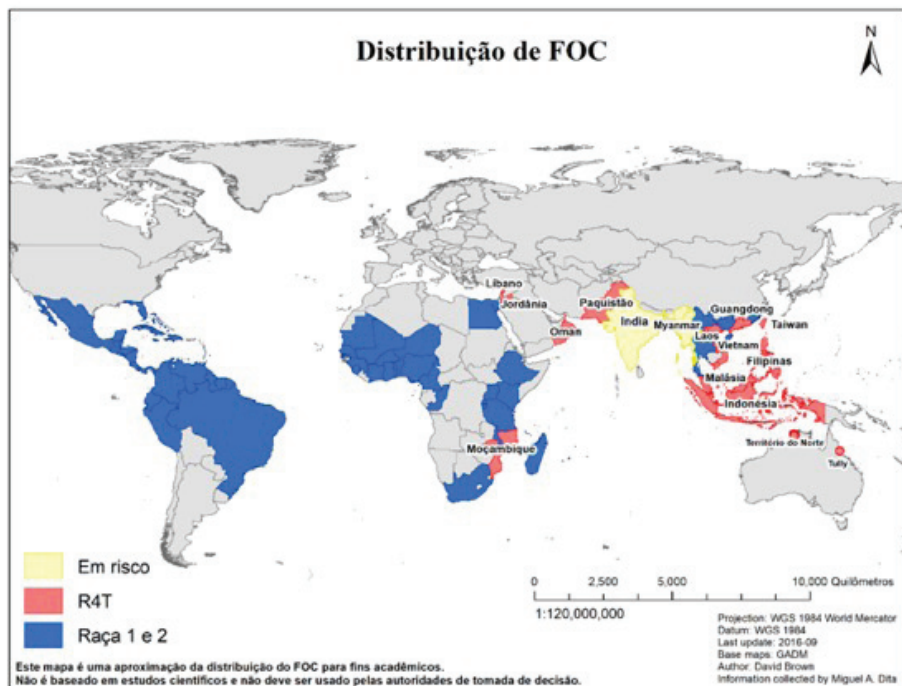 Distribuição de FOC
N
Líbano
Jordânia
Paquistão
Oman
India
Myanmar
Guangdong
Laos
Taiwan
Vietnam
Filipinas
Malásia
Indonésia
Moçambique
Território do Norte
Tully
Em risco
R4T
Raça 1 e 2
0 2,500 5,000 10,000 Quilômetros
1:120,000,000
Projection: WGS 1984 World Mercator
Datum: WGS 1984
Last update: 2016-09
Base maps: GADM
Author: David Brown
Information collected by Miguel A. Dita
Este mapa é uma aproximação da distribuição do FOC para fins acadêmicos.
Não é baseado em estudos científicos e não deve ser usado pelas autoridades de tomada de decisão.